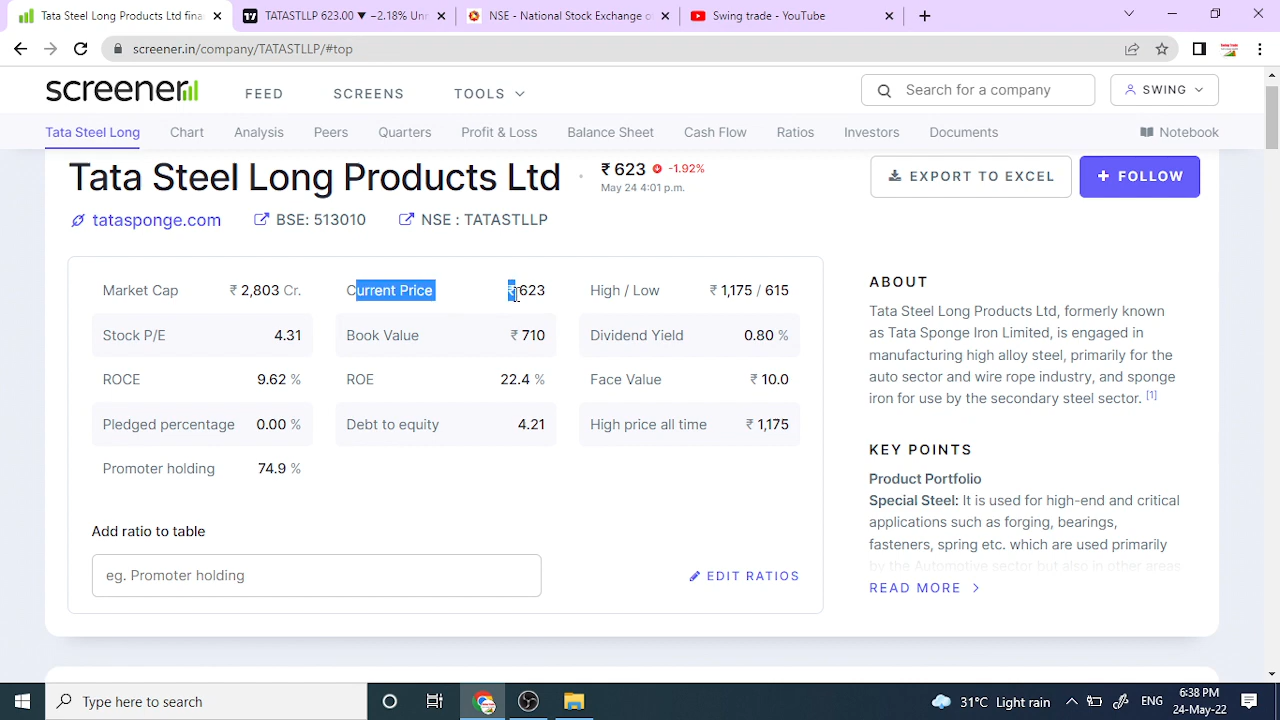 Tata Steel Long Products Ltd | TATASTLLP 623.00 ▼ −2.18% Unr NSE - National Stock Exchange o Swing trade - YouTube
screener.in/company/TATASTLLP/#top
screener FEED SCREENS TOOLS Search for a company SWING
Tata Steel Long Chart Analysis Peers Quarters Profit & Loss Balance Sheet Cash Flow Ratios Investors Documents Notebook
Tata Steel Long Products Ltd ₹ 623 -1.92% EXPORT TO EXCEL + FOLLOW
May 24 4:01 p.m.
tatasponge.com BSE: 513010 NSE : TATASTLLP
Market Cap ₹ 2,803 Cr. Current Price ₹ 623 High / Low ₹ 1,175 / 615
Stock P/E 4.31 Book Value ₹ 710 Dividend Yield 0.80 %
ROCE 9.62 % ROE 22.4 % Face Value ₹ 10.0
Pledged percentage 0.00 % Debt to equity 4.21 High price all time ₹ 1,175
Promoter holding 74.9 %
Add ratio to table
eg. Promoter holding EDIT RATIOS
ABOUT
Tata Steel Long Products Ltd, formerly known
as Tata Sponge Iron Limited, is engaged in
manufacturing high alloy steel, primarily for the
auto sector and wire rope industry, and sponge
iron for use by the secondary steel sector. [1]
KEY POINTS
Product Portfolio
Special Steel: It is used for high-end and critical
applications such as forging, bearings,
fasteners, spring etc. which are used primarily
by the Automotive sector but also in other areas
READ MORE
Type here to search 31°C Light rain ENG 6:38 PM
24-May-22